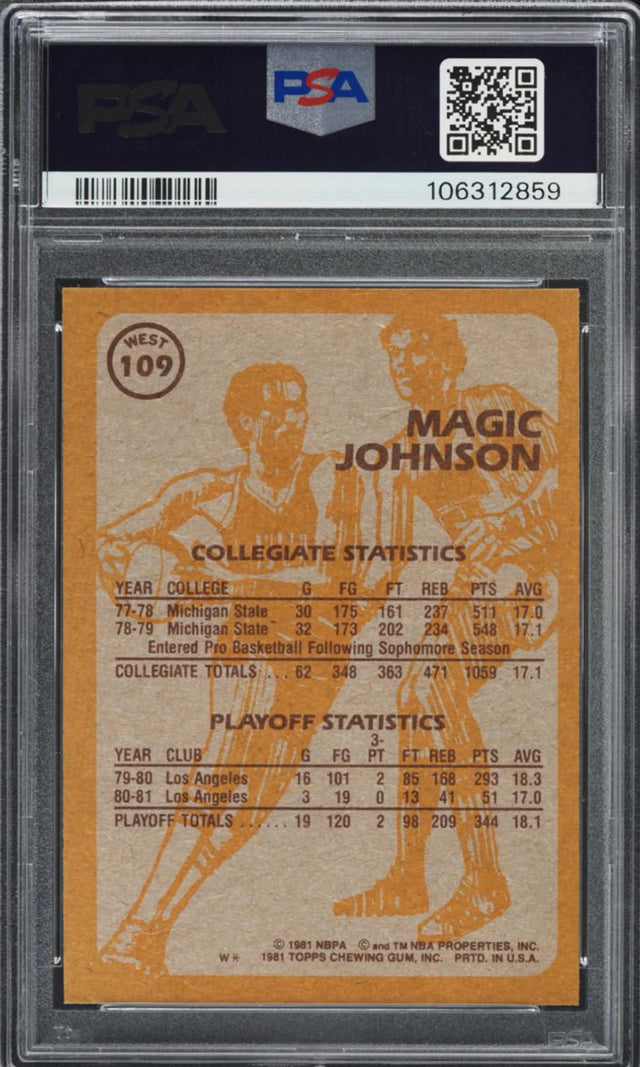 PSA
PSA
106312859
WEST
109
MAGIC
JOHNSON
COLLEGIATE STATISTICS
YEAR COLLEGE G FG FT REB PTS AVG
77-78 Michigan State 30 175 161 237 511 17.0
78-79 Michigan State 32 173 202 234 548 17.1
Entered Pro Basketball Following Sophomore Season
COLLEGIATE TOTALS ... 62 348 363 471 1059 17.1
PLAYOFF STATISTICS
3-
YEAR CLUB G FG PT FT REB PTS AVG
79-80 Los Angeles 16 101 2 85 168 293 18.3
80-81 Los Angeles 3 19 0 13 41 51 17.0
PLAYOFF TOTALS ...... 19 120 2 98 209 344 18.1
© 1981 NBPA © and TM NBA PROPERTIES, INC.
W* 1981 TOPPS CHEWING GUM, INC. PRTD. IN U.S.A.
PSA